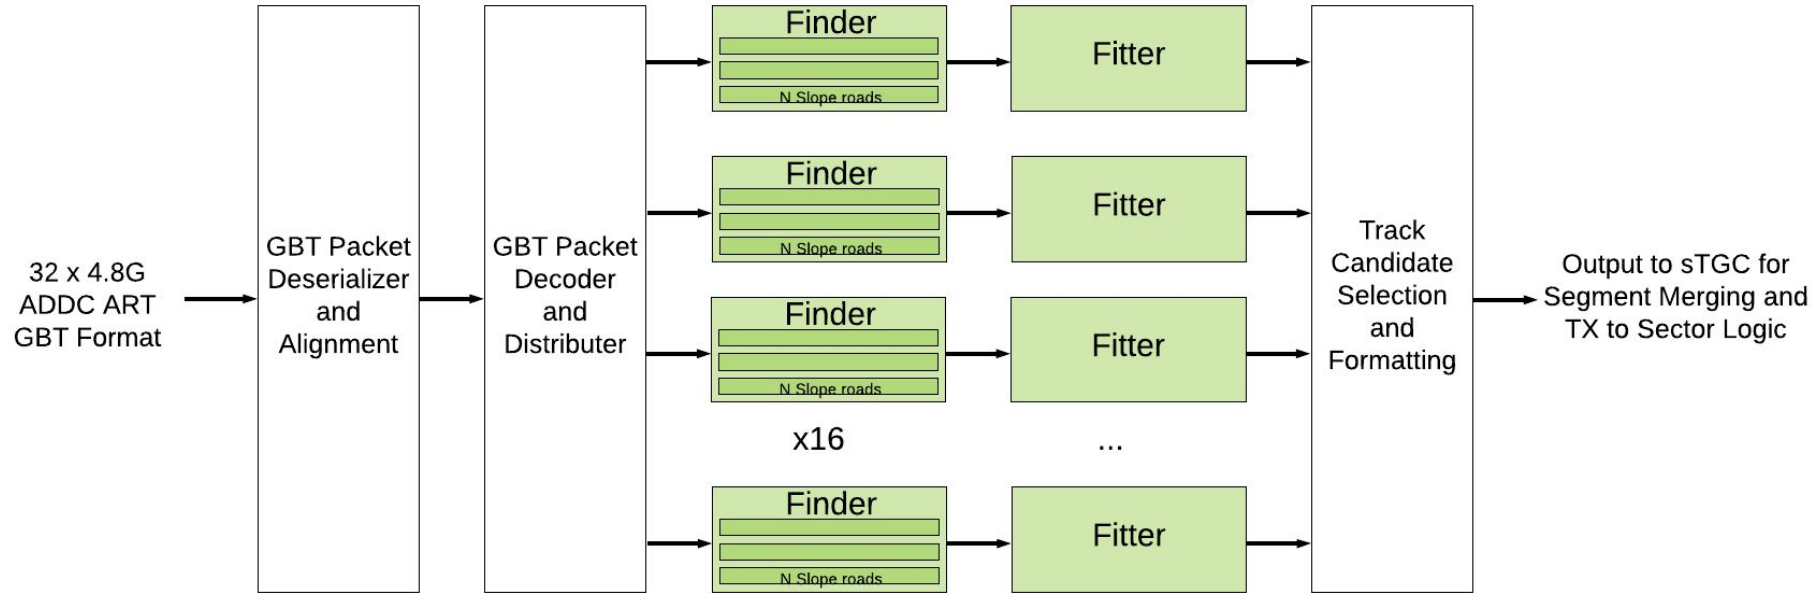 32 x 4.8G
ADDC ART
GBT Format
GBT Packet
Deserializer
and
Alignment
GBT Packet
Decoder
and
Distributer
Finder
N Slope roads
Fitter
Finder
N Slope roads
Fitter
Finder
N Slope roads
Fitter
x16
...
Finder
N Slope roads
Fitter
Track
Candidate
Selection
and
Formatting
Output to sTGC for
Segment Merging and
TX to Sector Logic